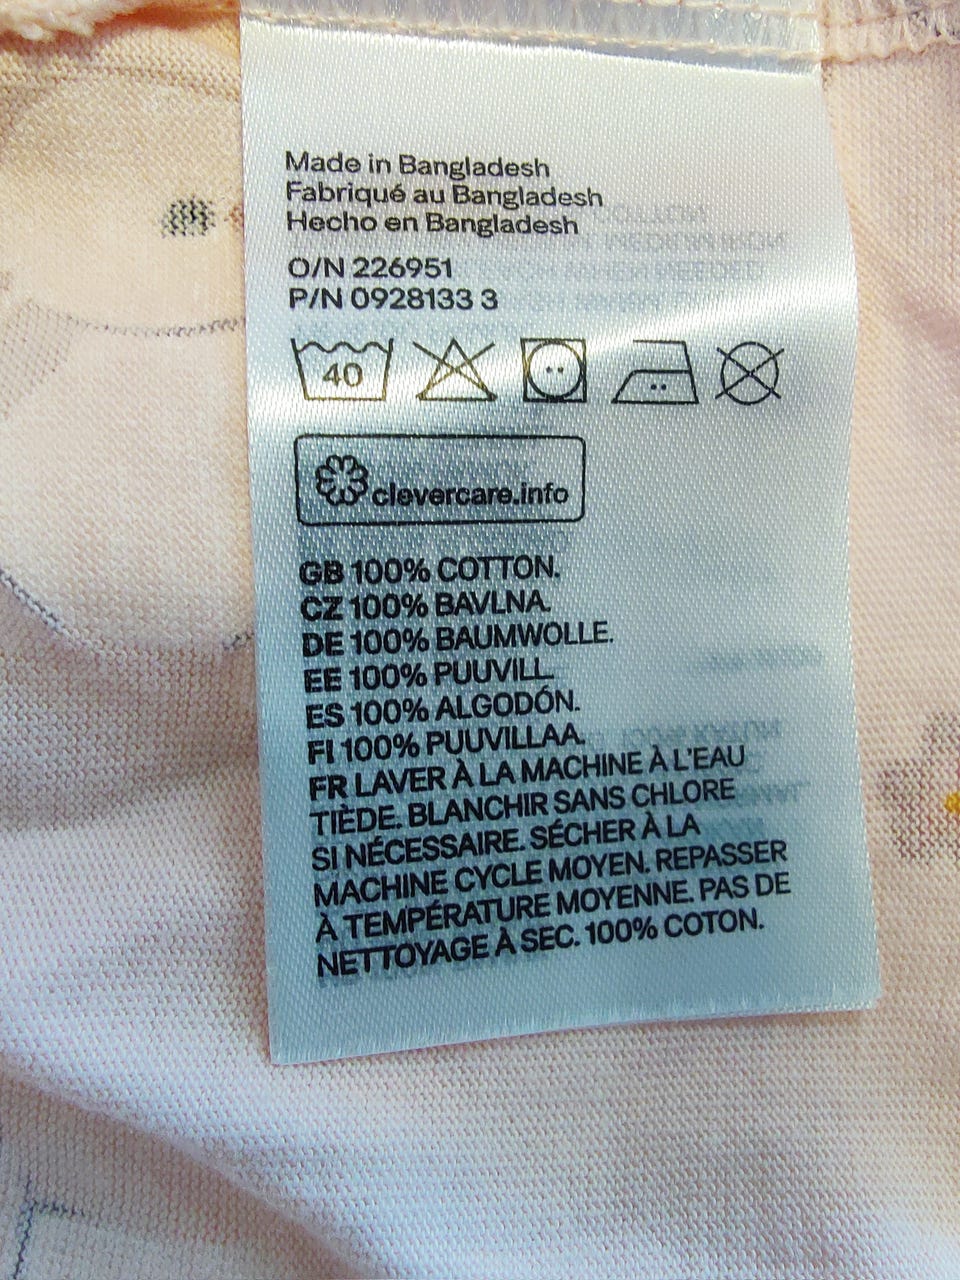 Made in Bangladesh
Fabriqué au Bangladesh
Hecho en Bangladesh
O/N 226951
P/N 0928133 3
40
clevercare.info
GB 100% COTTON.
CZ 100% BAVLNA.
DE 100% BAUMWOLLE.
EE 100% PUUVILL.
ES 100% ALGODÓN.
FI 100% PUUVILLAA.
FR LAVER À LA MACHINE À L'EAU
TIÈDE. BLANCHIR SANS CHLORE
SI NÉCESSAIRE. SÉCHER À LA
MACHINE CYCLE MOYEN. REPASSER
À TEMPÉRATURE MOYENNE. PAS DE
NETTOYAGE À SEC. 100% COTON.